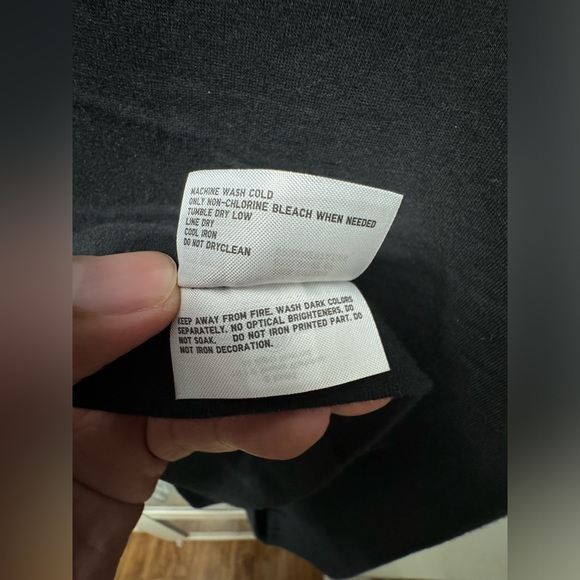 MACHINE WASH COLD
ONLY NON-CHLORINE BLEACH WHEN NEEDED
TUMBLE DRY LOW
LINE DRY
COOL IRON
DO NOT DRYCLEAN
KEEP AWAY FROM FIRE. WASH DARK COLORS
SEPARATELY. NO OPTICAL BRIGHTENERS. DO
NOT SOAK. DO NOT IRON PRINTED PART. DO
NOT IRON DECORATION.